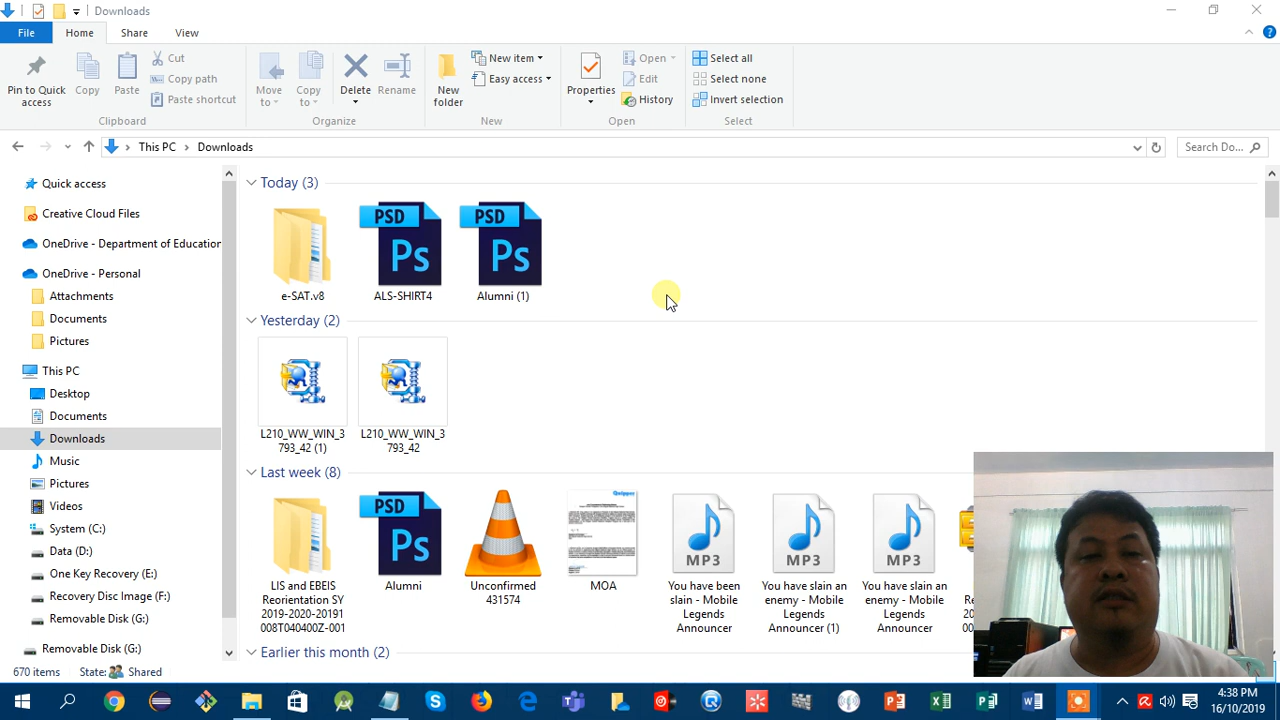 Downloads
File Home Share View
Pin to Quick access
Copy
Paste
Cut
Copy path
Paste shortcut
Clipboard
Move to
Copy to
Delete
Rename
Organize
New folder
New item
Easy access
New
Properties
Open
Edit
History
Open
Select all
Select none
Invert selection
Select
This PC Downloads
Search Do...
Quick access
Creative Cloud Files
OneDrive - Department of Education
OneDrive - Personal
Attachments
Documents
Pictures
This PC
Desktop
Documents
Downloads
Music
Pictures
Videos
System (C:)
Data (D:)
One Key Recovery (E:)
Recovery Disc Image (F:)
Removable Disk (G:)
Removable Disk (G:)
Today (3)
PSD
Ps
PSD
Ps
e-SAT.v8
ALS-SHIRT4
Alumni (1)
Yesterday (2)
L210_WW_WIN_3
793_42 (1)
L210_WW_WIN_3
793_42
Last week (8)
PSD
Ps
Quipper
MP3
MP3
MP3
LIS and EBEIS
Reorientation SY
2019-2020-20191
008T040400Z-001
Alumni
Unconfirmed
431574
MOA
You have been
slain - Mobile
Legends
Announcer
You have slain an
enemy - Mobile
Legends
Announcer (1)
You have slain an
enemy - Mobile
Legends
Announcer
Earlier this month (2)
670 items State: Shared
4:38 PM
16/10/2019